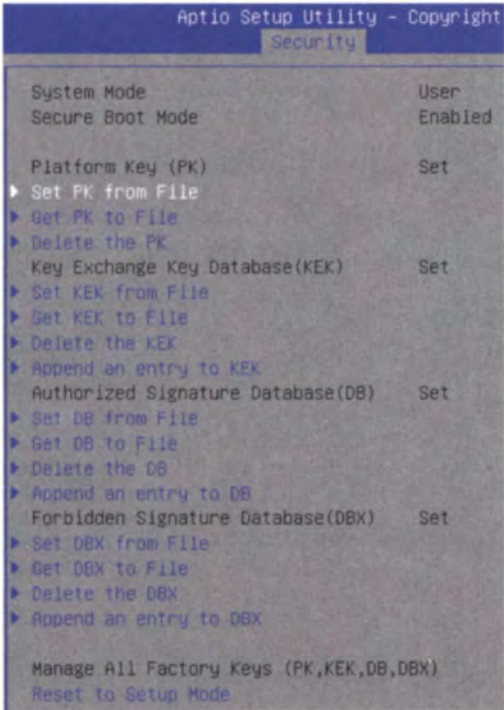 Aptio Setup Utility – Copyright
Security
System Mode User
Secure Boot Mode Enabled
Platform Key (PK) Set
Set PK from File
Get PK to File
Delete the PK
Key Exchange Key Database(KEK) Set
Set KEK from File
Get KEK to File
Delete the KEK
Append an entry to KEK
Authorized Signature Database(DB) Set
Set DB from File
Get DB to File
Delete the DB
Append an entry to DB
Forbidden Signature Database(DBX) Set
Set DBX from File
Get DBX to File
Delete the DBX
Append an entry to DBX
Manage All Factory Keys (PK,KEK,DB,DBX)
Reset to Setup Mode